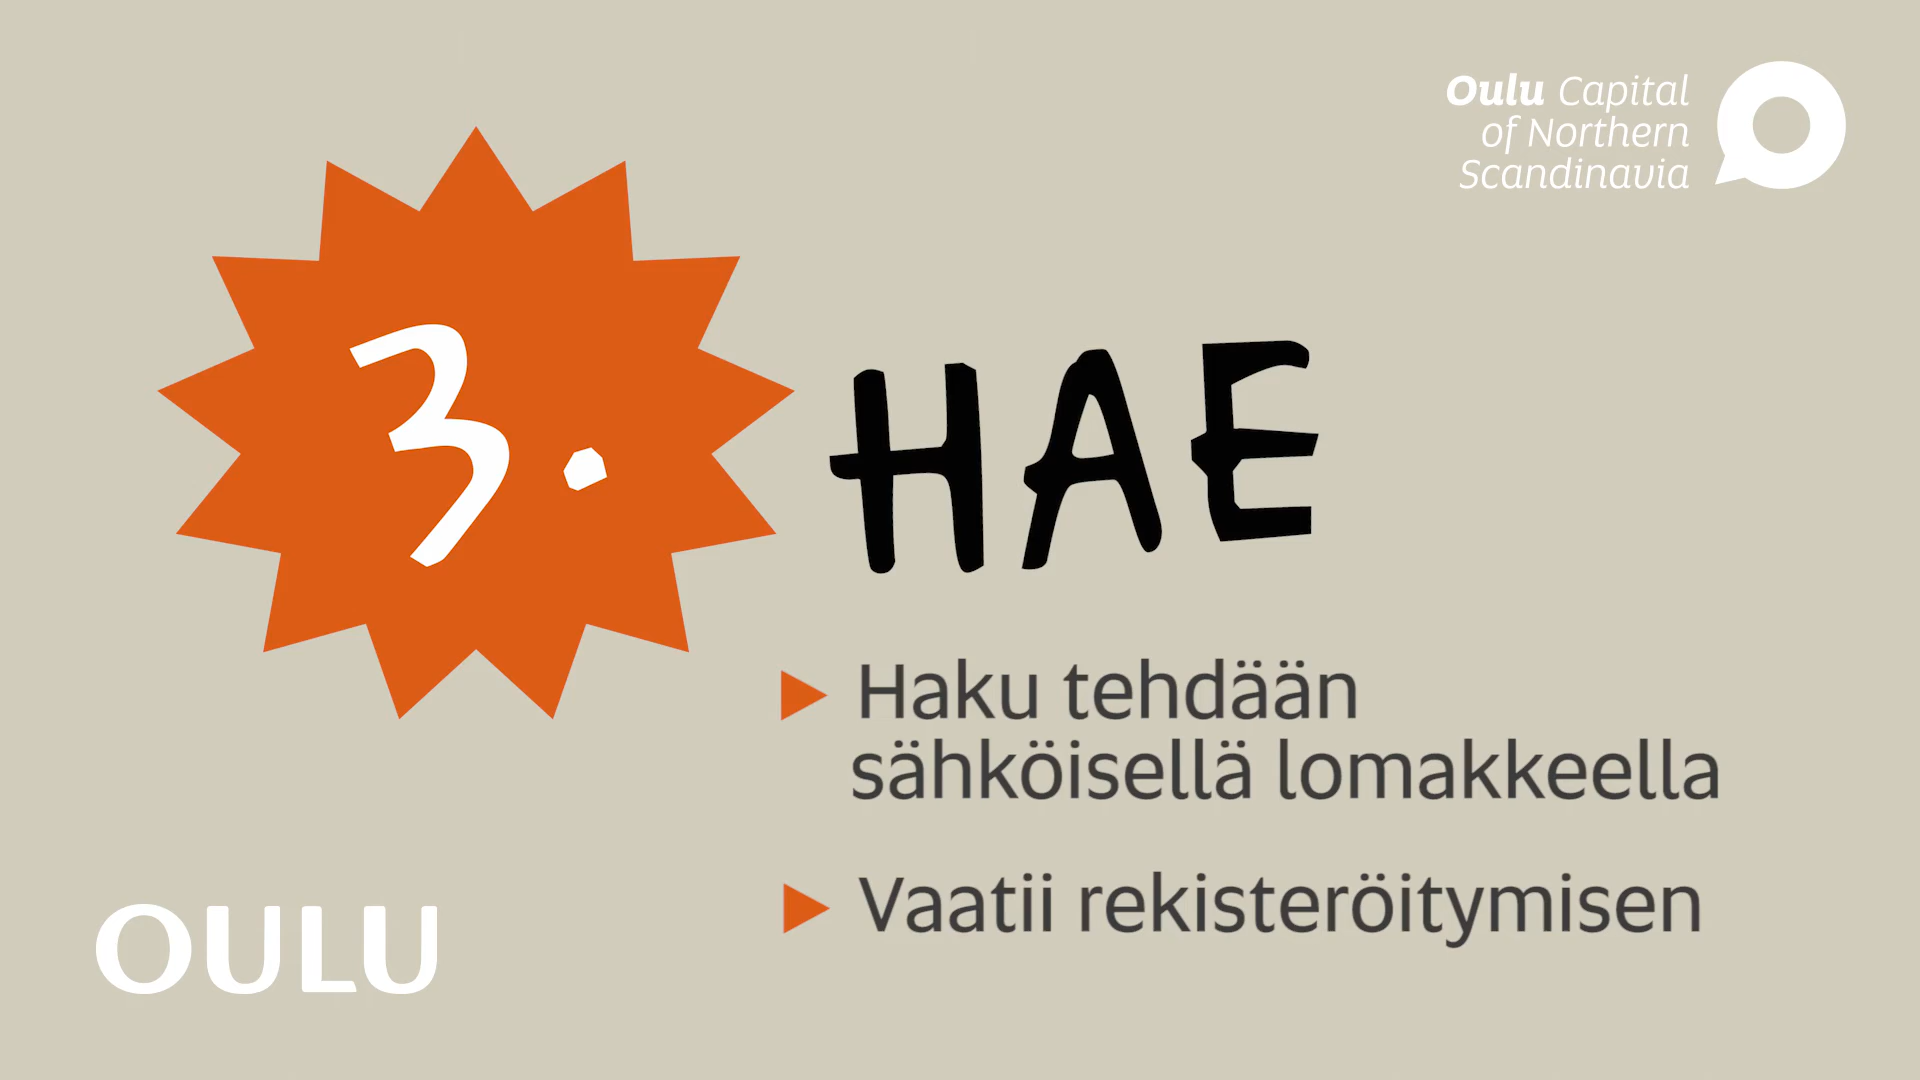 Oulu Capital
of Northern
Scandinavia
3.
HAE
Haku tehdään
sähköisellä lomakkeella
Vaatii rekisteröitymisen
OULU